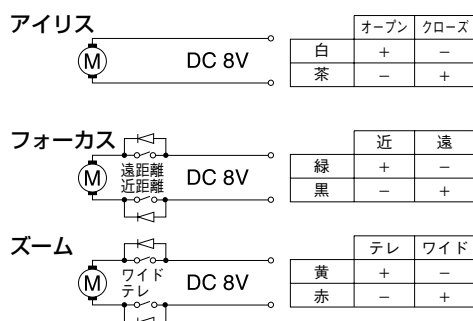 アイリス
M
DC 8V
オープン クローズ
白 + −
茶 − +
フォーカス
遠距離
近距離
M
DC 8V
近 遠
緑 + −
黒 − +
ズーム
ワイド
テレ
M
DC 8V
テレ ワイド
黄 + −
赤 − +